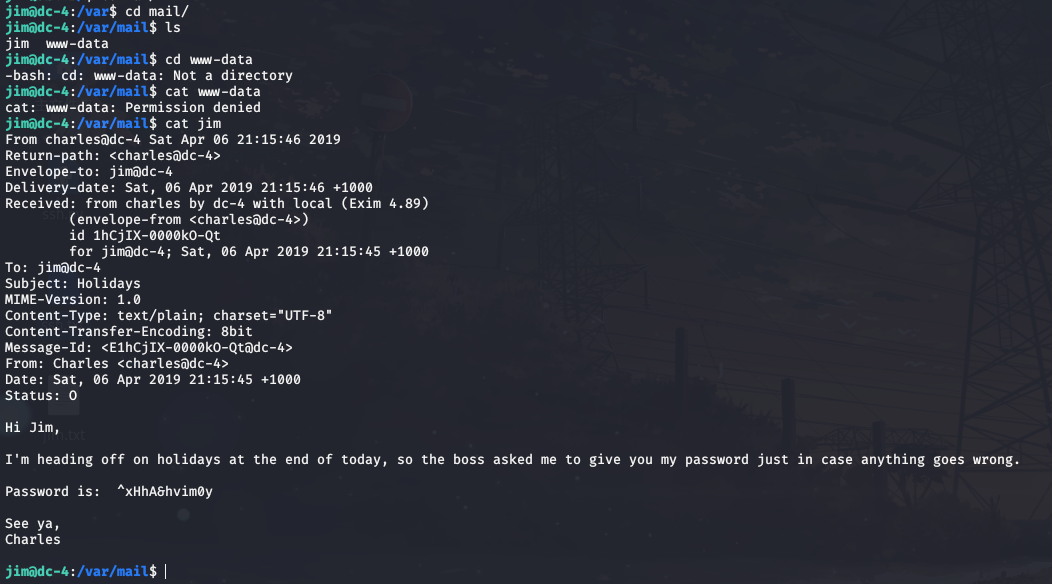 jim@dc-4:/var$ cd mail/
jim@dc-4:/var/mail$ ls
jim  www-data
jim@dc-4:/var/mail$ cd www-data
-bash: cd: www-data: Not a directory
jim@dc-4:/var/mail$ cat www-data
cat: www-data: Permission denied
jim@dc-4:/var/mail$ cat jim
From charles@dc-4 Sat Apr 06 21:15:46 2019
Return-path: <charles@dc-4>
Envelope-to: jim@dc-4
Delivery-date: Sat, 06 Apr 2019 21:15:46 +1000
Received: from charles by dc-4 with local (Exim 4.89)
        (envelope-from <charles@dc-4>)
        id 1hCjIX-0000kO-Qt
        for jim@dc-4; Sat, 06 Apr 2019 21:15:45 +1000
To: jim@dc-4
Subject: Holidays
MIME-Version: 1.0
Content-Type: text/plain; charset="UTF-8"
Content-Transfer-Encoding: 8bit
Message-Id: <E1hCjIX-0000kO-Qt@dc-4>
From: Charles <charles@dc-4>
Date: Sat, 06 Apr 2019 21:15:45 +1000
Status: O

Hi Jim,

I'm heading off on holidays at the end of today, so the boss asked me to give you my password just in case anything goes wrong.

Password is:  ^xHhA&hvim0y

See ya,
Charles

jim@dc-4:/var/mail$